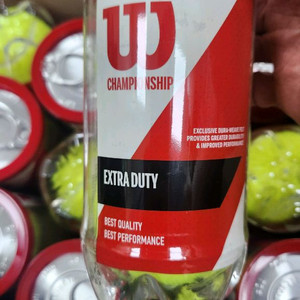 W
CHAMPIONSHIP
EXCLUSIVE DURA-WEAVE FELT
PROVIDES GREATER DURABILITY
& IMPROVED PERFORMANCE
EXTRA DUTY
BEST QUALITY
BEST PERFORMANCE